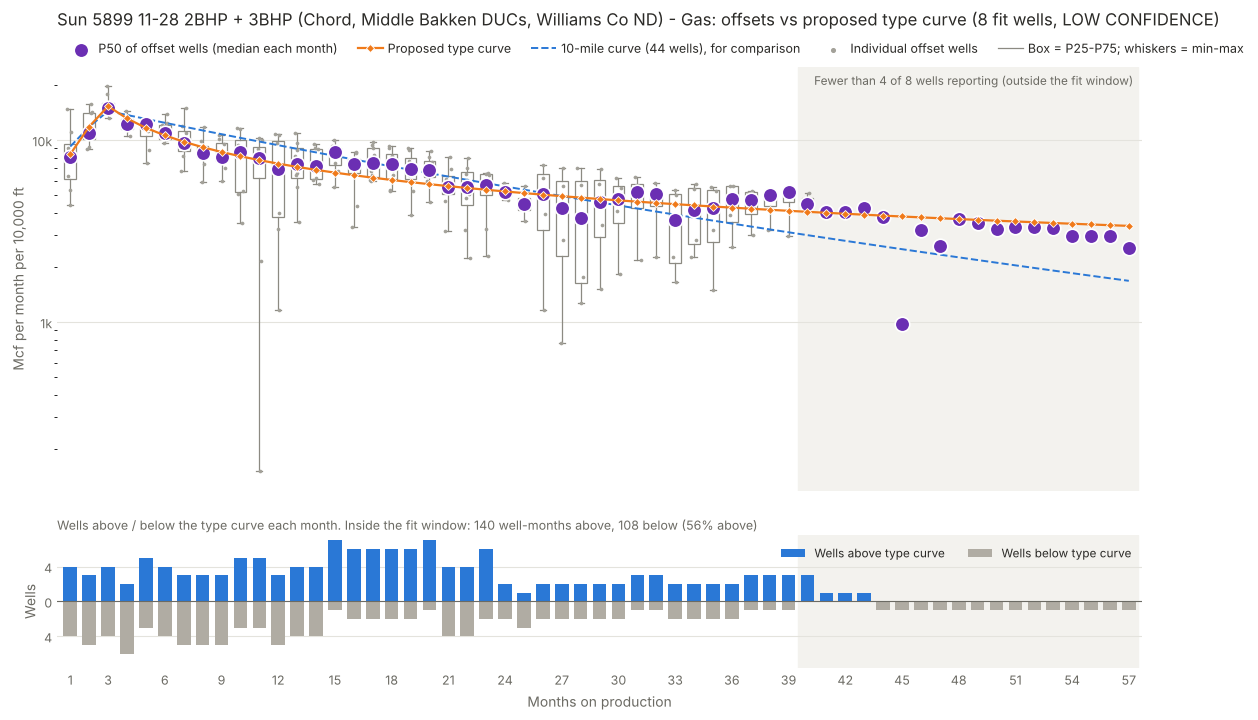 Sun 5899 11-28 2BHP + 3BHP (Chord, Middle Bakken DUCs, Williams Co ND) - Gas: offsets vs proposed type curve (8 fit wells, LOW CONFIDENCE)
P50 of offset wells (median each month) Proposed type curve 10-mile curve (44 wells), for comparison Individual offset wells Box = P25-P75; whiskers = min-max
Fewer than 4 of 8 wells reporting (outside the fit window)
10k
1k
Mcf per month per 10,000 ft
Wells above / below the type curve each month. Inside the fit window: 140 well-months above, 108 below (56% above)
Wells above type curve Wells below type curve
4
0
4
Wells
1 3 6 9 12 15 18 21 24 27 30 33 36 39 42 45 48 51 54 57
Months on production